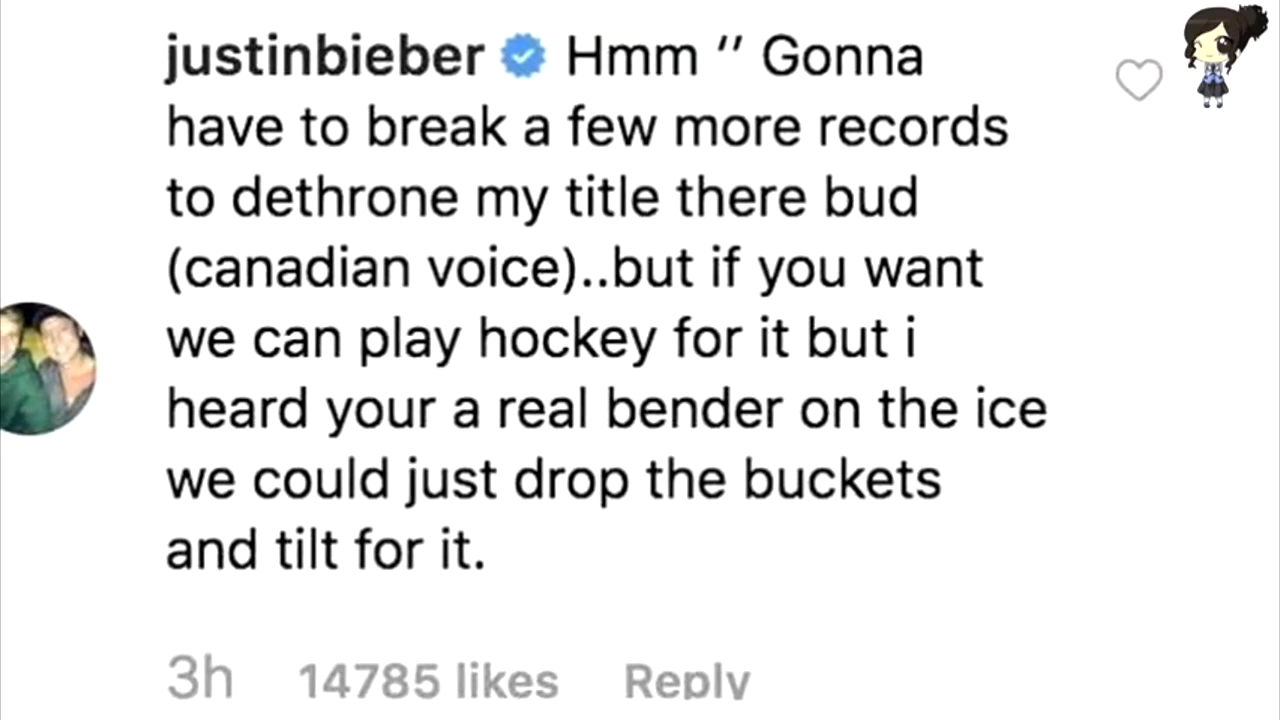 justinbieber Hmm ‘’ Gonna
have to break a few more records
to dethrone my title there bud
(canadian voice)..but if you want
we can play hockey for it but i
heard your a real bender on the ice
we could just drop the buckets
and tilt for it.
3h 14785 likes Reply